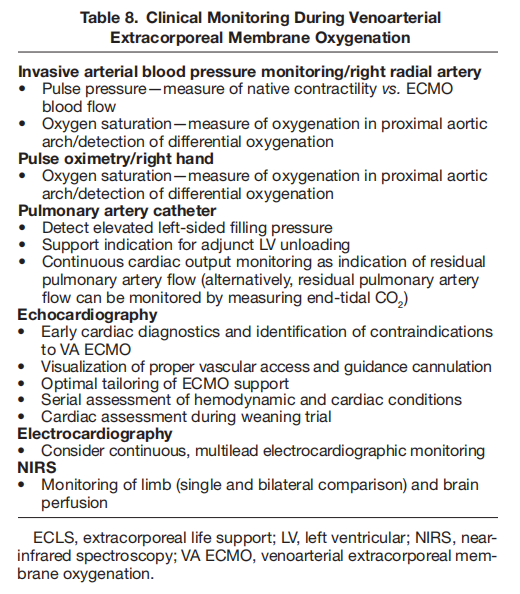 Table 8. Clinical Monitoring During Venoarterial
Extracorporeal Membrane Oxygenation
Invasive arterial blood pressure monitoring/right radial artery
• Pulse pressure—measure of native contractility vs. ECMO
blood flow
• Oxygen saturation—measure of oxygenation in proximal aortic
arch/detection of differential oxygenation
Pulse oximetry/right hand
• Oxygen saturation—measure of oxygenation in proximal aortic
arch/detection of differential oxygenation
Pulmonary artery catheter
• Detect elevated left-sided filling pressure
• Support indication for adjunct LV unloading
• Continuous cardiac output monitoring as indication of residual
pulmonary artery flow (alternatively, residual pulmonary artery
flow can be monitored by measuring end-tidal CO₂)
Echocardiography
• Early cardiac diagnostics and identification of contraindications
to VA ECMO
• Visualization of proper vascular access and guidance cannulation
• Optimal tailoring of ECMO support
• Serial assessment of hemodynamic and cardiac conditions
• Cardiac assessment during weaning trial
Electrocardiography
• Consider continuous, multilead electrocardiographic monitoring
NIRS
• Monitoring of limb (single and bilateral comparison) and brain
perfusion
ECLS, extracorporeal life support; LV, left ventricular; NIRS, near-
infrared spectroscopy; VA ECMO, venoarterial extracorporeal mem-
brane oxygenation.